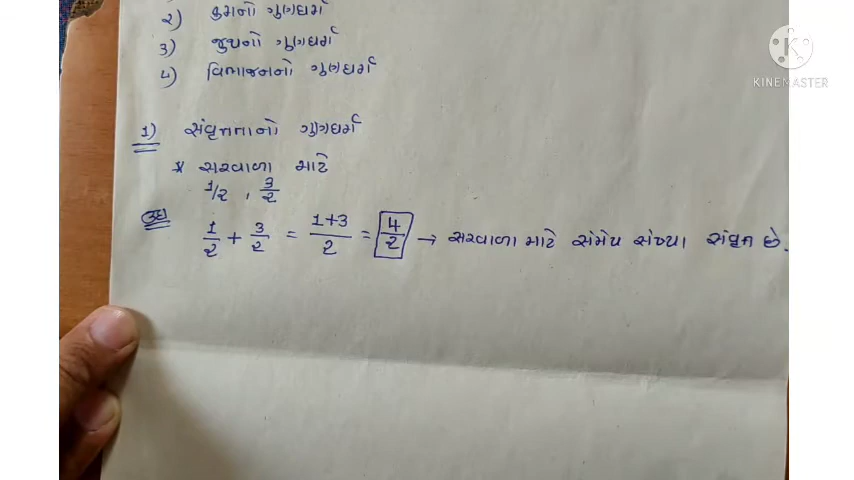 ૨) ક્રમનો ગુણધર્મ
૩) જુથનો ગુણધર્મ
૪) વિભાજનનો ગુણધર્મ
KINEMASTER
1) સંવૃતતાનો ગુણધર્મ
* સરવાળા માટે
1/2 , 3/2
ઉદા 1/2 + 3/2 = 1+3/2 = 4/2 → સરવાળા માટે સંમેય સંખ્યા સંવૃત છે.